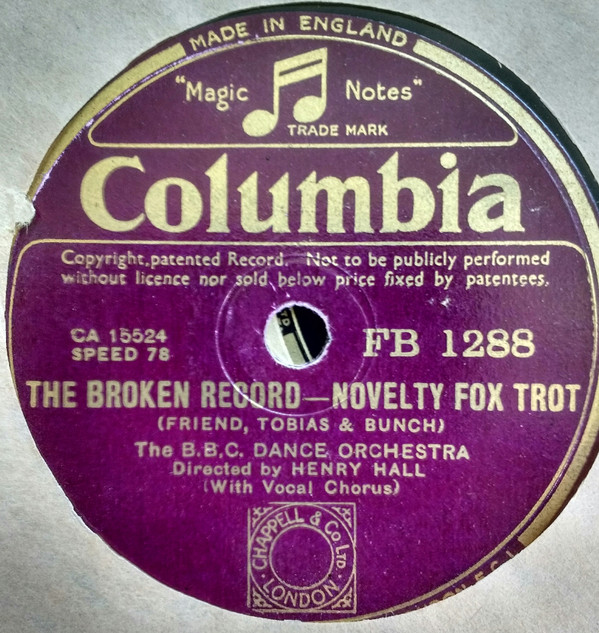 MADE IN ENGLAND
"Magic Notes"
TRADE MARK
Columbia
Copyright, patented Record. Not to be publicly performed
without licence nor sold below price fixed by patentees.
CA 15524
SPEED 78
FB 1288
THE BROKEN RECORD—NOVELTY FOX TROT
(FRIEND, TOBIAS & BUNCH)
The B.B.C. DANCE ORCHESTRA
Directed by HENRY HALL
(With Vocal Chorus)
CHAPPELL & Co LTD.
LONDON